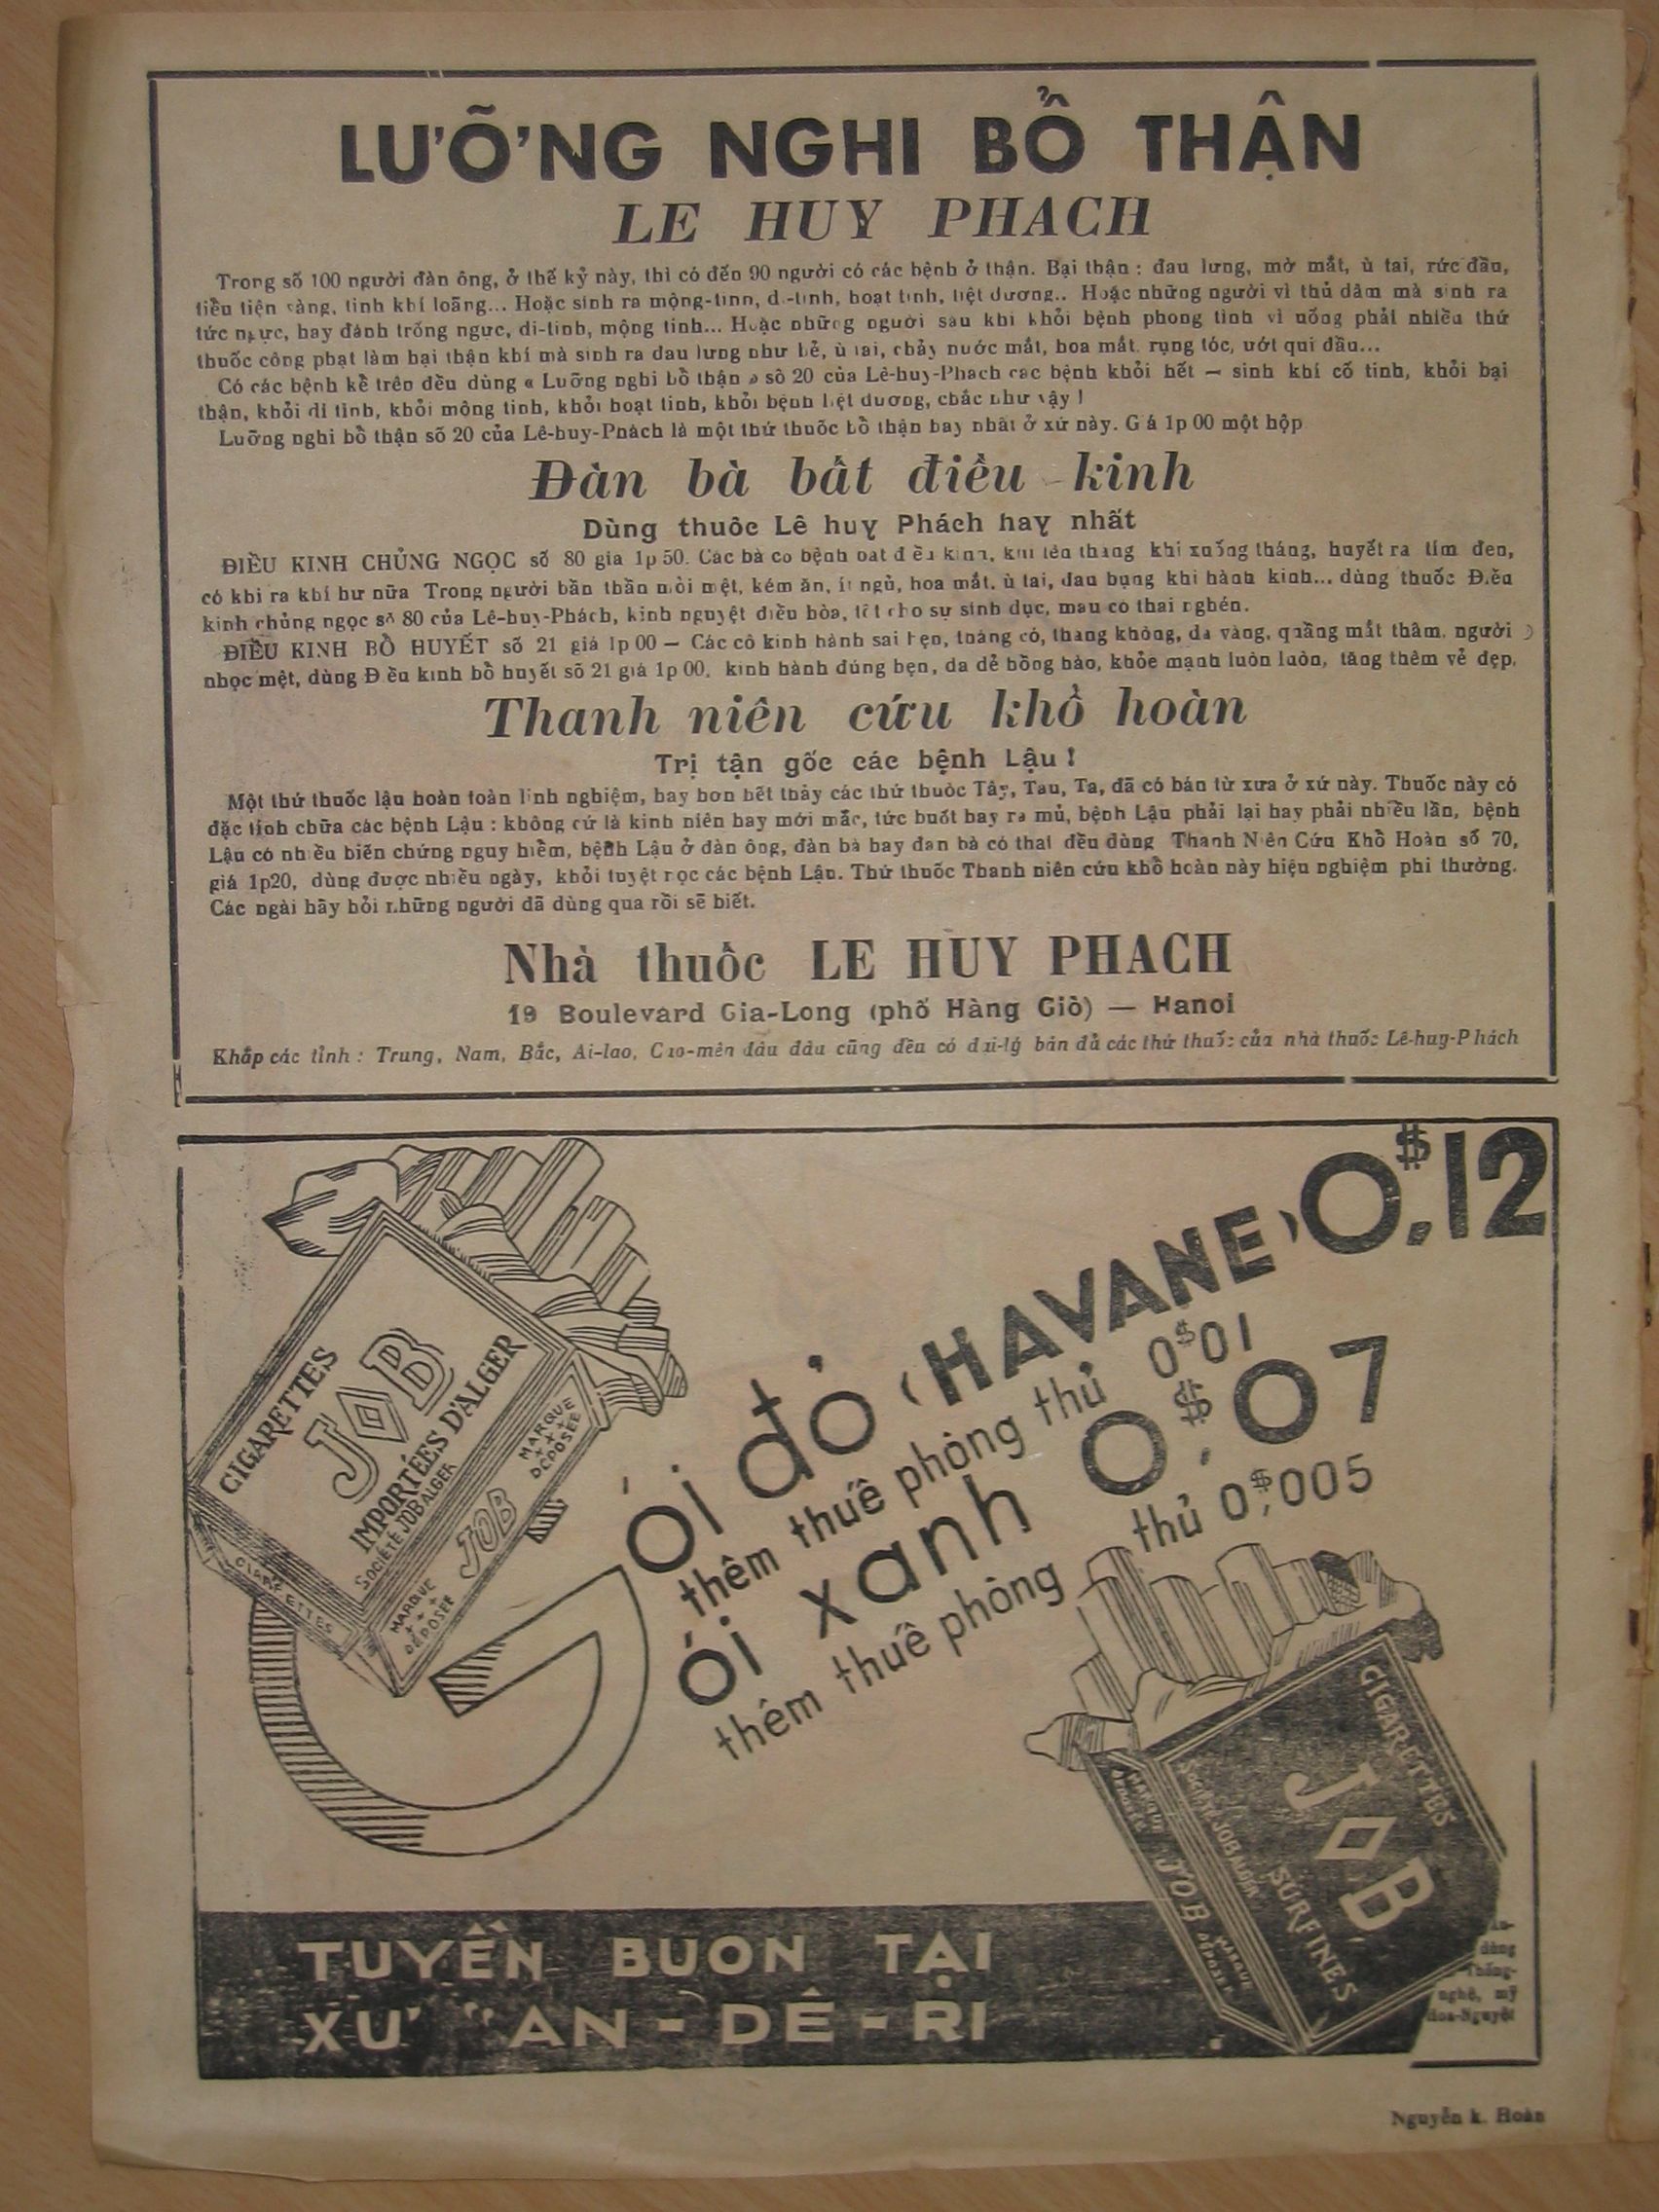 LƯỠNG NGHI BỔ THẬN
LE HUY PHACH
Trong số 100 người đàn ông, ở thế kỷ này, thì có đến 90 người có các bệnh ở thận. Bại thận : đau lưng, mờ mắt, ù tai, rức đầu,
tiểu tiện vàng, tinh khí loãng... Hoặc sinh ra mộng-tinh, di-tinh, hoạt tinh, liệt dương.. Hoặc những người vì thủ dâm mà sinh ra
tức ngực, hay đánh trống ngực, di-tinh, mộng tinh... Hoặc những người sau khi khỏi bệnh phong tình vì uống phải nhiều thứ
thuốc công phạt làm bại thận khí mà sinh ra đau lưng như bẻ, ù tai, chảy nước mắt, hoa mắt, rụng tóc, ướt qui đầu...
Có các bệnh kể trên đều dùng « Lưỡng nghi bổ thận » số 20 của Lê-huy-Phach các bệnh khỏi hết — sinh khí cố tinh, khỏi bại
thận, khỏi di tinh, khỏi mộng tinh, khỏi hoạt tinh, khỏi bệnh liệt dương, chắc như vậy !
Lưỡng nghi bổ thận số 20 của Lê-huy-Phách là một thứ thuốc bổ thận hay nhất ở xứ này. Giá 1p 00 một hộp
Đàn bà bất điều kinh
Dùng thuốc Lê huy Phách hay nhất
ĐIỀU KINH CHỦNG NGỌC số 80 gia 1p 50. Các bà có bệnh bất điều kinh, khi lên tháng khi xuống tháng, huyết ra tím đen,
có khi ra khí hư nữa Trong người bần thần mỏi mệt, kém ăn, ít ngủ, hoa mắt, ù tai, đau bụng khi hành kinh... dùng thuốc Điều
kinh chủng ngọc số 80 của Lê-huy-Phách, kinh nguyệt điều hòa, tốt cho sự sinh dục, mau có thai nghén.
ĐIỀU KINH BỔ HUYẾT số 21 giá 1p 00 — Các cô kinh hành sai hẹn, tháng có, tháng không, da vàng, quầng mắt thâm, người
nhọc mệt, dùng Điều kinh bổ huyết số 21 giá 1p 00, kinh hành đúng hẹn, da dẻ hồng hào, khỏe mạnh luôn luôn, tăng thêm vẻ đẹp.
Thanh niên cứu khổ hoàn
Trị tận gốc các bệnh Lậu !
Một thứ thuốc lậu hoàn toàn linh nghiệm, hay hơn hết thảy các thứ thuốc Tây, Tàu, Ta, đã có bán từ xưa ở xứ này. Thuốc này có
đặc tính chữa các bệnh Lậu : không cứ là kinh niên hay mới mắc, tức buốt hay ra mủ, bệnh Lậu phải lại hay phải nhiều lần, bệnh
Lậu có nhiều biến chứng nguy hiểm, bệnh Lậu ở đàn ông, đàn bà hay đàn bà có thai đều dùng Thanh Niên Cứu Khổ Hoàn số 70,
giá 1p20, dùng được nhiều ngày, khỏi tuyệt nọc các bệnh Lậu. Thứ thuốc Thanh niên cứu khổ hoàn này hiệu nghiệm phi thường.
Các ngài hãy hỏi những người đã dùng qua rồi sẽ biết.
Nhà thuốc LE HUY PHACH
19 Boulevard Gia-Long (phố Hàng Giò) — Hanoi
Khắp các tỉnh : Trung, Nam, Bắc, Ai-lao, Cao-mên đâu đâu cũng đều có đại-lý bán đủ các thứ thuốc của nhà thuốc Lê-huy-Phách
CIGARETTES
JOB
IMPORTÉES D'ALGER
SOCIÉTÉ JOB ALGER
CIGARETTES
MARQUE DÉPOSÉE
JOB
MARQUE DÉPOSÉE
Gói đỏ (HAVANE) 0$,12
thêm thuế phòng thủ 0$01
Gói xanh 0$,07
thêm thuế phòng thủ 0$,005
CIGARETTES
JOB
SURFINES
SOCIÉTÉ JOB ALGER
MARQUE DÉPOSÉE
JOB
MARQUE DÉPOSÉE
TUYỀN BUON TẠI
XỨ "AN-DÊ-RI
dùng
Thăng-
nghệ, mỹ
Hoa-Nguyệt
Nguyễn k. Hoàn